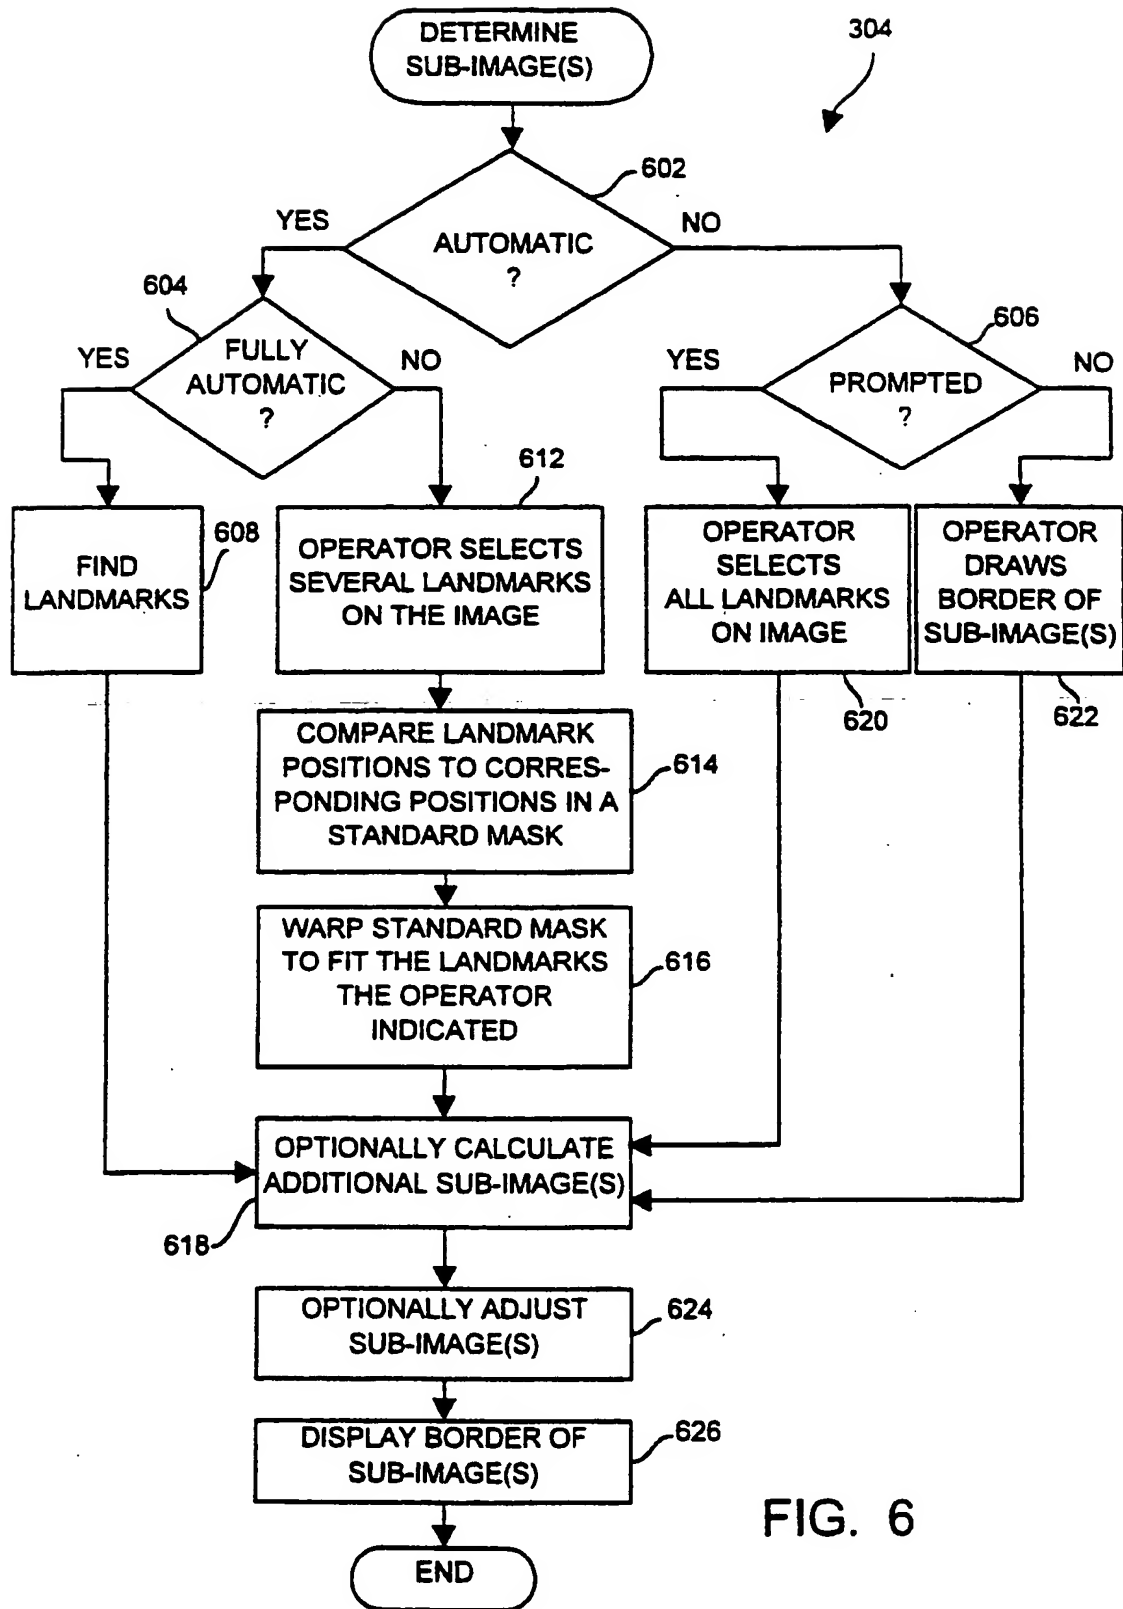 DETERMINE
SUB-IMAGE(S)
304
602
YES
NO
AUTOMATIC
?
604
606
YES
FULLY
AUTOMATIC
?
NO
YES
PROMPTED
?
NO
612
608
FIND
LANDMARKS
OPERATOR SELECTS
SEVERAL LANDMARKS
ON THE IMAGE
OPERATOR
SELECTS
ALL LANDMARKS
ON IMAGE
OPERATOR
DRAWS
BORDER OF
SUB-IMAGE(S)
620
622
COMPARE LANDMARK
POSITIONS TO CORRES-
PONDING POSITIONS IN A
STANDARD MASK
614
WARP STANDARD MASK
TO FIT THE LANDMARKS
THE OPERATOR
INDICATED
616
OPTIONALLY CALCULATE
ADDITIONAL SUB-IMAGE(S)
618
OPTIONALLY ADJUST
SUB-IMAGE(S)
624
DISPLAY BORDER OF
SUB-IMAGE(S)
626
END
FIG. 6